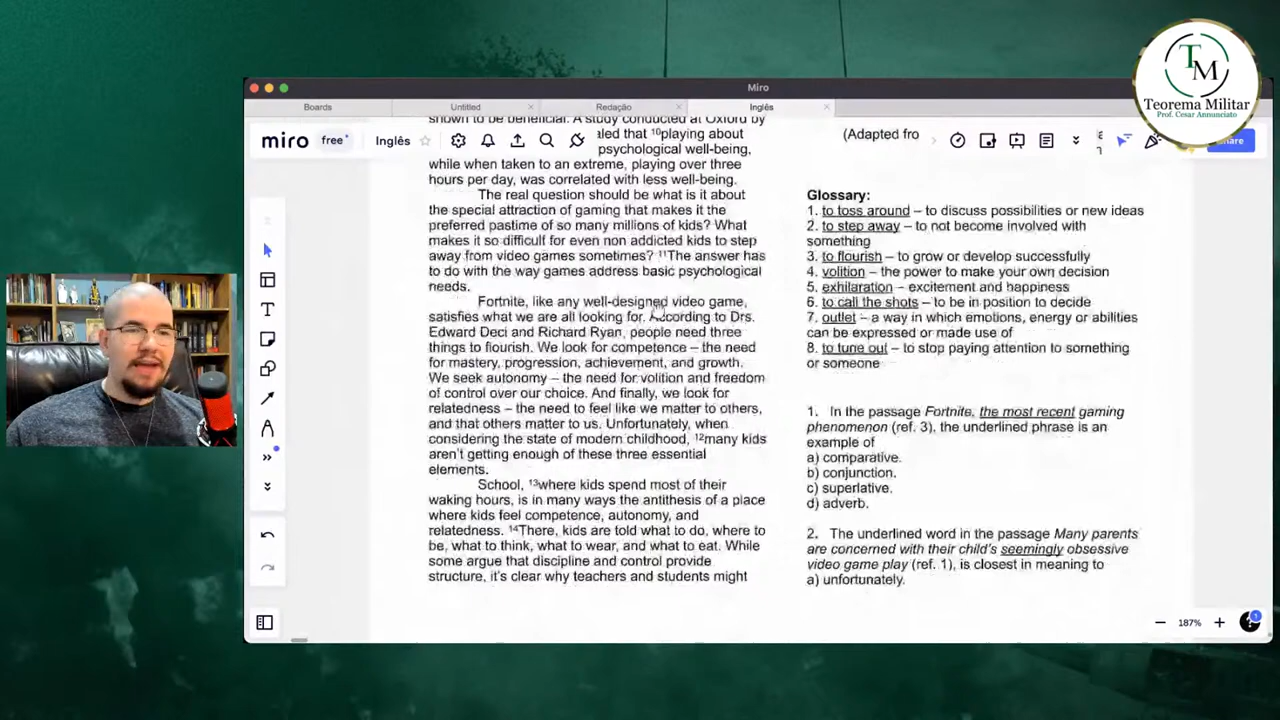 TM
Teorema Militar
Prof. Cesar Annunciato
Miro
Boards
Untitled
Redação
Inglês
miro
free
Inglês
Share
shown to be beneficial. A study conducted at Oxford by
aled that ¹⁰playing about
psychological well-being,
while when taken to an extreme, playing over three
hours per day, was correlated with less well-being.
The real question should be what is it about
the special attraction of gaming that makes it the
preferred pastime of so many millions of kids? What
makes it so difficult for even non addicted kids to step
away from video games sometimes? ¹¹The answer has
to do with the way games address basic psychological
needs.
Fortnite, like any well-designed video game,
satisfies what we are all looking for. According to Drs.
Edward Deci and Richard Ryan, people need three
things to flourish. We look for competence – the need
for mastery, progression, achievement, and growth.
We seek autonomy – the need for volition and freedom
of control over our choice. And finally, we look for
relatedness – the need to feel like we matter to others,
and that others matter to us. Unfortunately, when
considering the state of modern childhood, ¹²many kids
aren't getting enough of these three essential
elements.
School, ¹³where kids spend most of their
waking hours, is in many ways the antithesis of a place
where kids feel competence, autonomy, and
relatedness. ¹⁴There, kids are told what to do, where to
be, what to think, what to wear, and what to eat. While
some argue that discipline and control provide
structure, it's clear why teachers and students might
(Adapted fro
Glossary:
1. to toss around – to discuss possibilities or new ideas
2. to step away – to not become involved with
something
3. to flourish – to grow or develop successfully
4. volition – the power to make your own decision
5. exhilaration – excitement and happiness
6. to call the shots – to be in position to decide
7. outlet – a way in which emotions, energy or abilities
can be expressed or made use of
8. to tune out – to stop paying attention to something
or someone
1. In the passage Fortnite, the most recent gaming
phenomenon (ref. 3), the underlined phrase is an
example of
a) comparative.
b) conjunction.
c) superlative.
d) adverb.
2. The underlined word in the passage Many parents
are concerned with their child's seemingly obsessive
video game play (ref. 1), is closest in meaning to
a) unfortunately.
187%